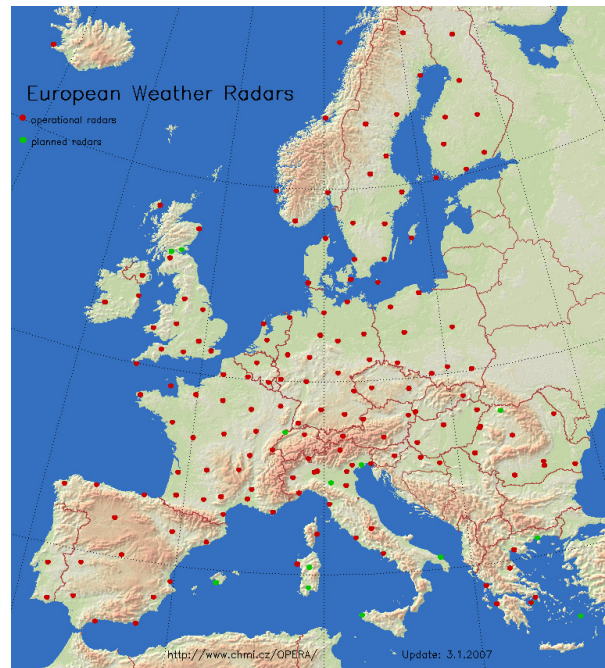 European Weather Radars
operational radars
planned radars
http://www.chmi.cz/OPERA/
Update: 3.1.2007